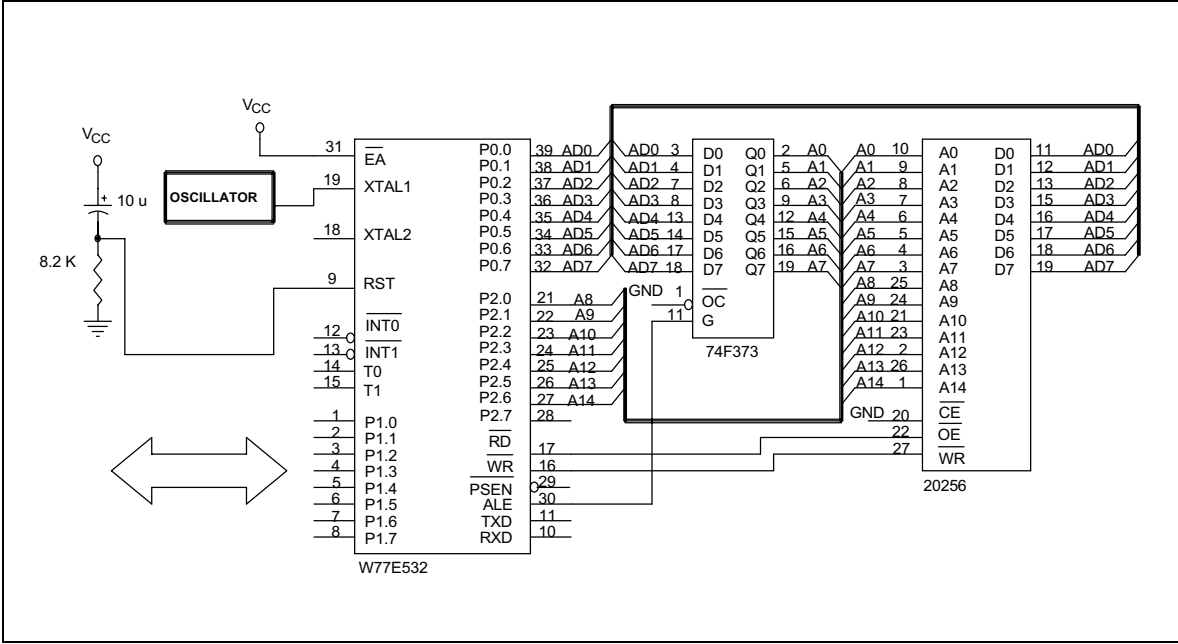 VCC
VCC
10 u
+
8.2 K
OSCILLATOR
31 EA
19 XTAL1
18 XTAL2
9 RST
12 INT0
13 INT1
14 T0
15 T1
1 P1.0
2 P1.1
3 P1.2
4 P1.3
5 P1.4
6 P1.5
7 P1.6
8 P1.7
P0.0 39 AD0
P0.1 38 AD1
P0.2 37 AD2
P0.3 36 AD3
P0.4 35 AD4
P0.5 34 AD5
P0.6 33 AD6
P0.7 32 AD7
P2.0 21 A8
P2.1 22 A9
P2.2 23 A10
P2.3 24 A11
P2.4 25 A12
P2.5 26 A13
P2.6 27 A14
P2.7 28
RD 17
WR 16
PSEN 29
ALE 30
TXD 11
RXD 10
W77E532
AD0 3 D0 Q0 2 A0
AD1 4 D1 Q1 5 A1
AD2 7 D2 Q2 6 A2
AD3 8 D3 Q3 9 A3
AD4 13 D4 Q4 12 A4
AD5 14 D5 Q5 15 A5
AD6 17 D6 Q6 16 A6
AD7 18 D7 Q7 19 A7
GND 1 OC
11 G
74F373
A0 10 A0 D0 11 AD0
A1 9 A1 D1 12 AD1
A2 8 A2 D2 13 AD2
A3 7 A3 D3 15 AD3
A4 6 A4 D4 16 AD4
A5 5 A5 D5 17 AD5
A6 4 A6 D6 18 AD6
A7 3 A7 D7 19 AD7
A8 25 A8
A9 24 A9
A10 21 A10
A11 23 A11
A12 2 A12
A13 26 A13
A14 1 A14
GND 20 CE
22 OE
27 WR
20256